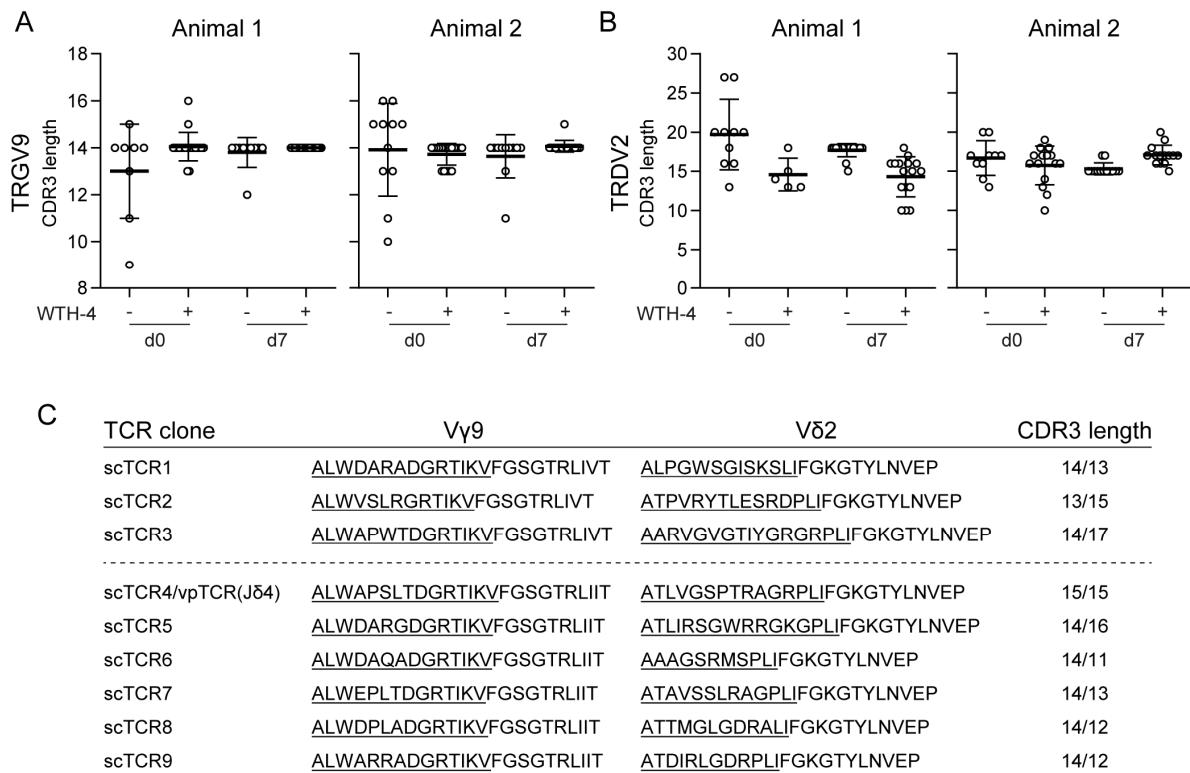 A
Animal 1
Animal 2
TRGV9
CDR3 length
18
16
14
12
10
8
WTH-4
- + - +
d0 d7
- + - +
d0 d7
B
Animal 1
Animal 2
TRDV2
CDR3 length
30
25
20
15
10
5
0
WTH-4
- + - +
d0 d7
- + - +
d0 d7
C
TCR clone Vγ9 Vδ2 CDR3 length
scTCR1 ALWDARADGRTIKVFGSGTRLIVT ALPGWSGISKSLIFGKGTYLNVEP 14/13
scTCR2 ALWVSLRGRTIKVFGSGTRLIVT ATPVRYTLESRDPLIFGKGTYLNVEP 13/15
scTCR3 ALWAPWTDGRTIKVFGSGTRLIVT AARVGVGTIYGRGRPLIFGKGTYLNVEP 14/17
scTCR4/vpTCR(Jδ4) ALWAPSLTDGRTIKVFGSGTRLIIT ATLVGSPTRAGRPLIFGKGTYLNVEP 15/15
scTCR5 ALWDARGDGRTIKVFGSGTRLIIT ATLIRSGWRRGKGPLIFGKGTYLNVEP 14/16
scTCR6 ALWDAQADGRTIKVFGSGTRLIIT AAAGSRMSPLIFGKGTYLNVEP 14/11
scTCR7 ALWEPLTDGRTIKVFGSGTRLIIT ATAVSSLRAGPLIFGKGTYLNVEP 14/13
scTCR8 ALWDPLADGRTIKVFGSGTRLIIT ATTMGLGDRALIFGKGTYLNVEP 14/12
scTCR9 ALWARRADGRTIKVFGSGTRLIIT ATDIRLGDRPLIFGKGTYLNVEP 14/12